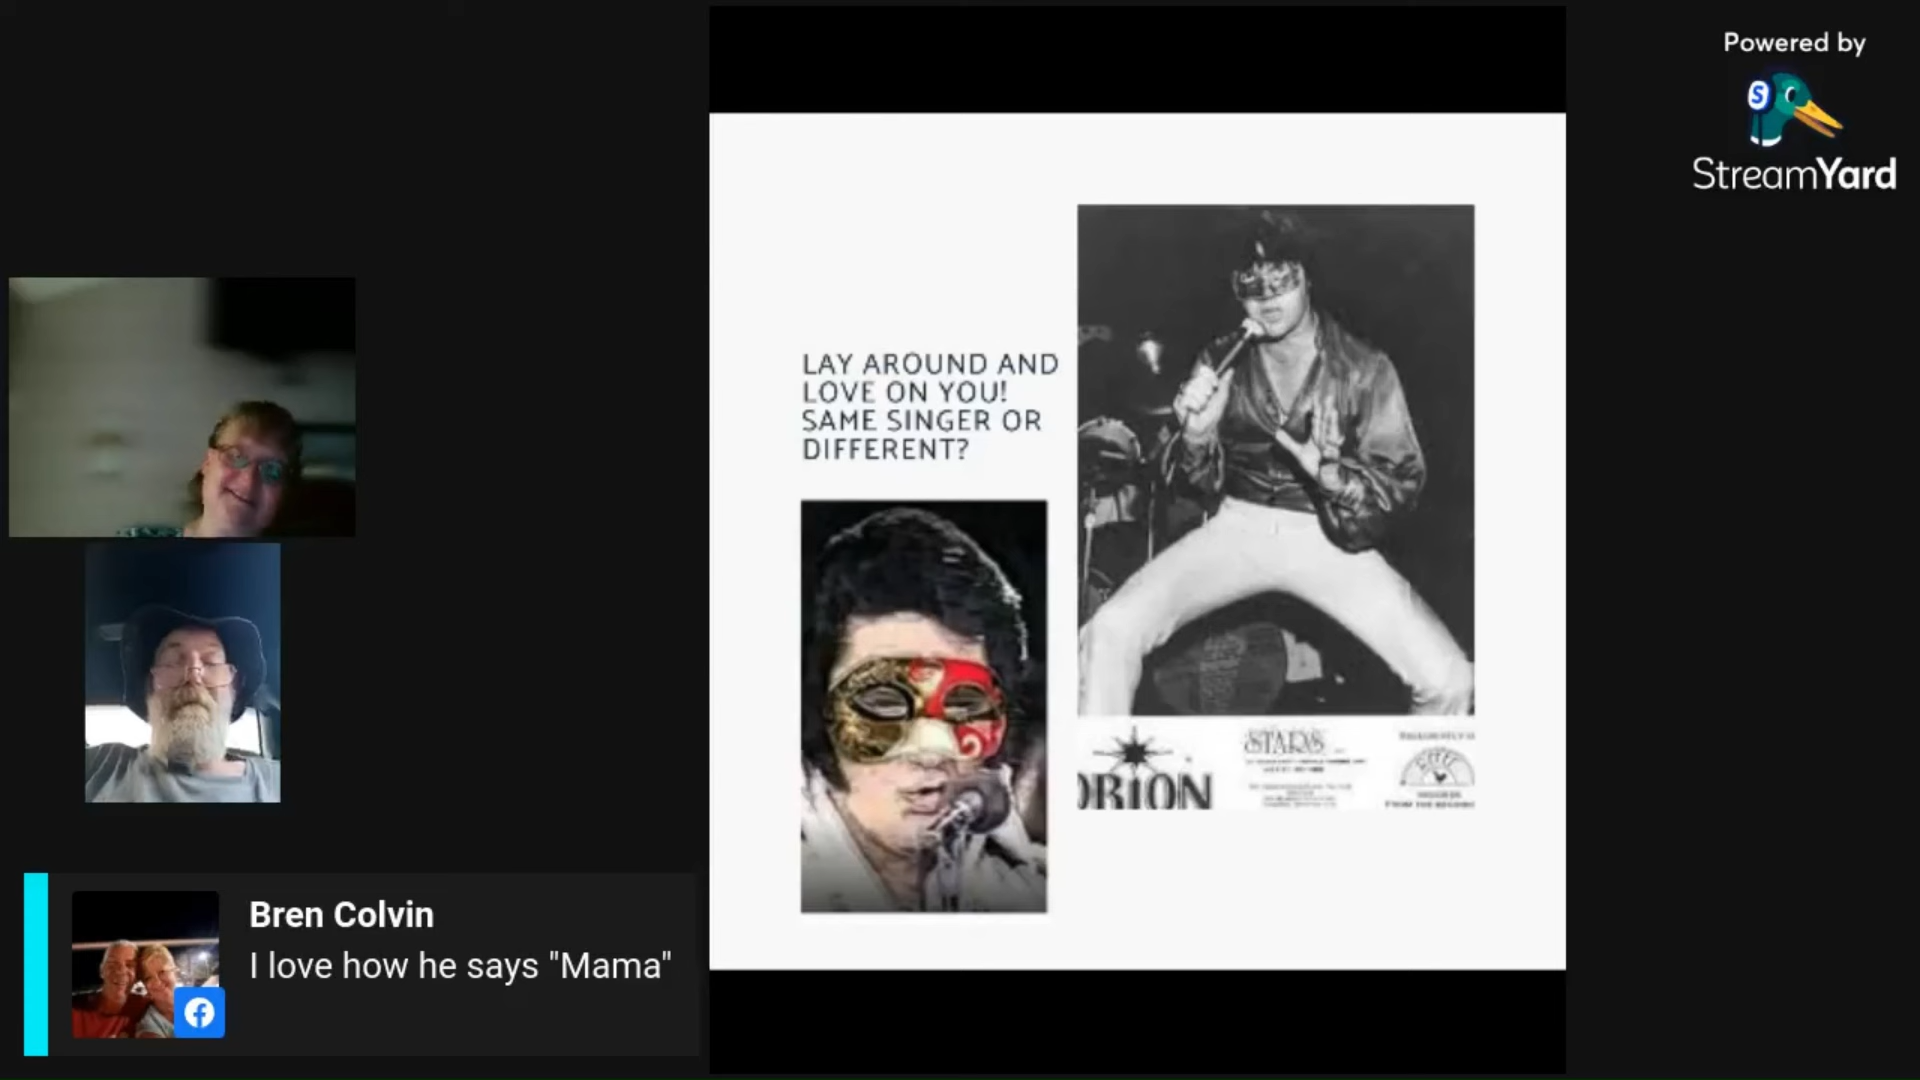 Powered by
StreamYard
LAY AROUND AND
LOVE ON YOU!
SAME SINGER OR
DIFFERENT?
ORION
STARS
Bren Colvin
I love how he says "Mama"